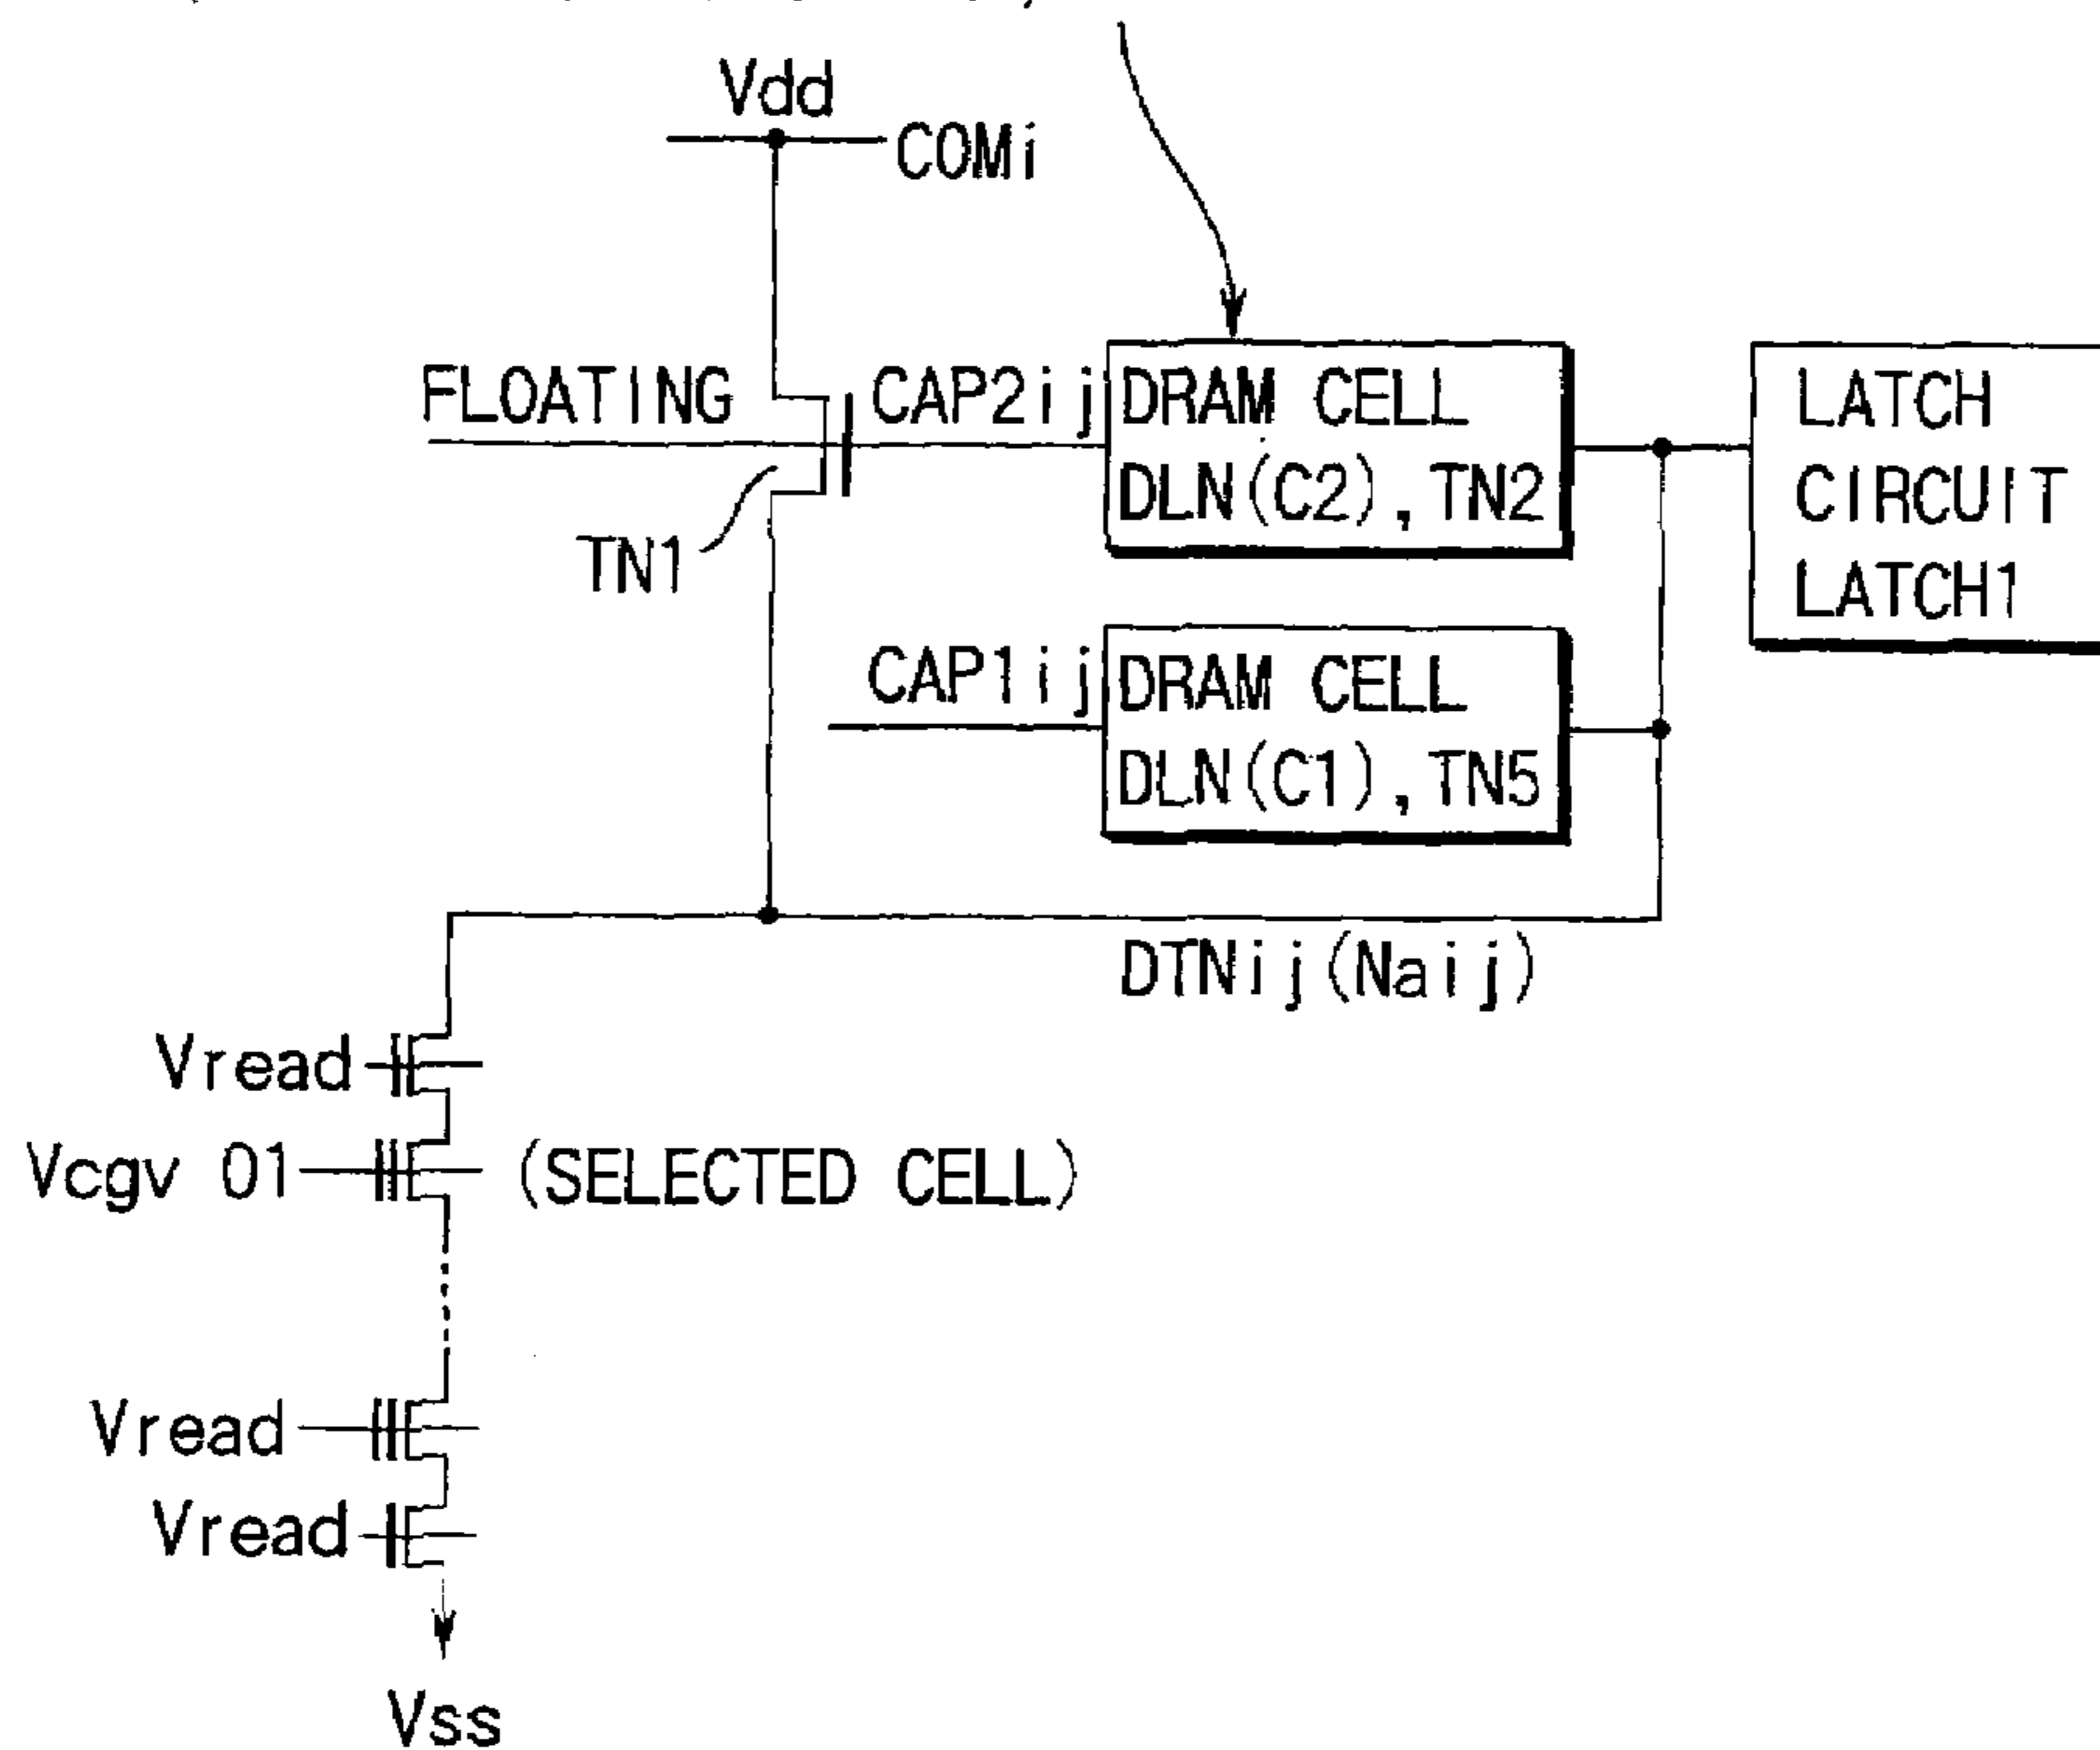 Vdd
COMi
FLOATING
CAP2ij
DRAM CELL
DLN(C2), TN2
LATCH
CIRCUIT
LATCH1
TN1
CAP1ij
DRAM CELL
DLN(C1), TN5
DTNij(Naij)
Vread
Vcgv 01
(SELECTED CELL)
Vread
Vread
Vss